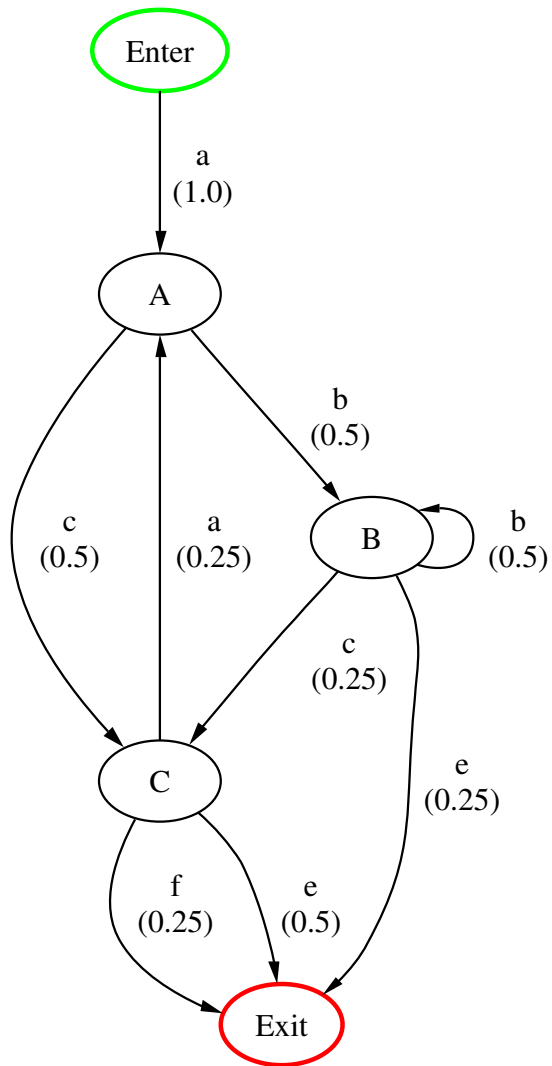 Enter
a
(1.0)
A
b
(0.5)
c
(0.5)
a
(0.25)
B
b
(0.5)
c
(0.25)
C
e
(0.25)
f
(0.25)
e
(0.5)
Exit